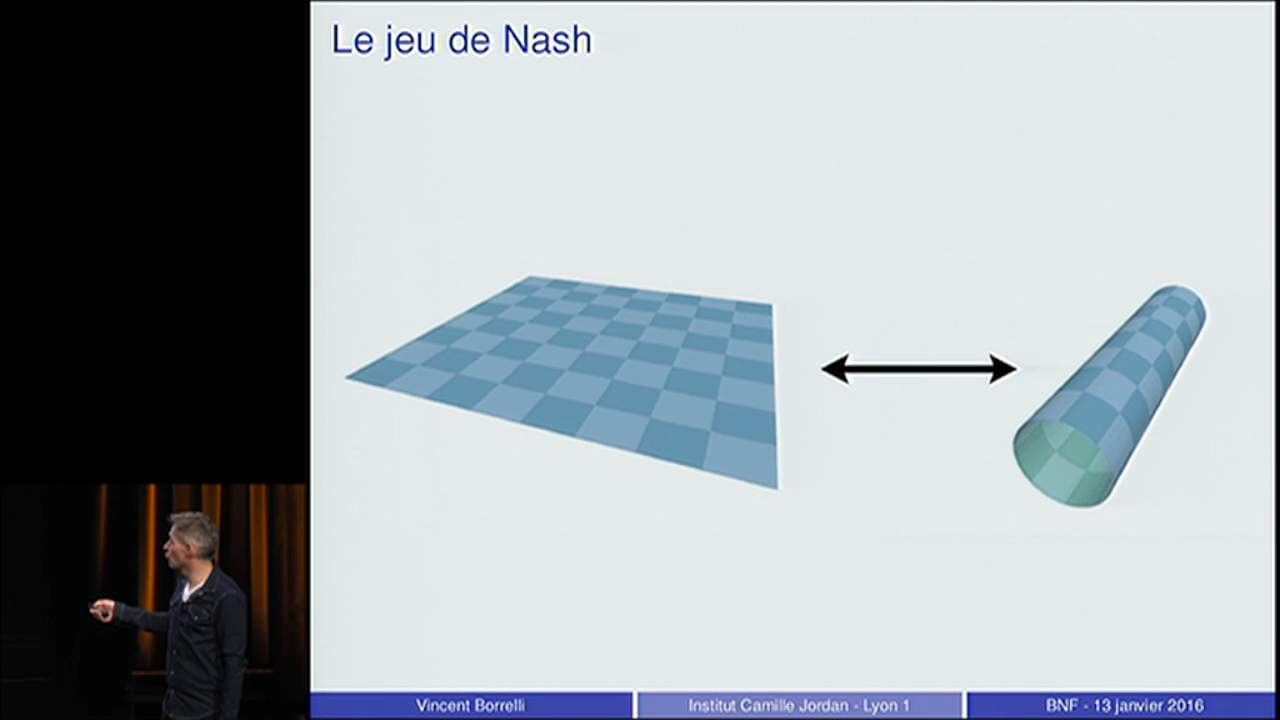 Le jeu de Nash
Vincent Borrelli
Institut Camille Jordan - Lyon 1
BNF - 13 janvier 2016